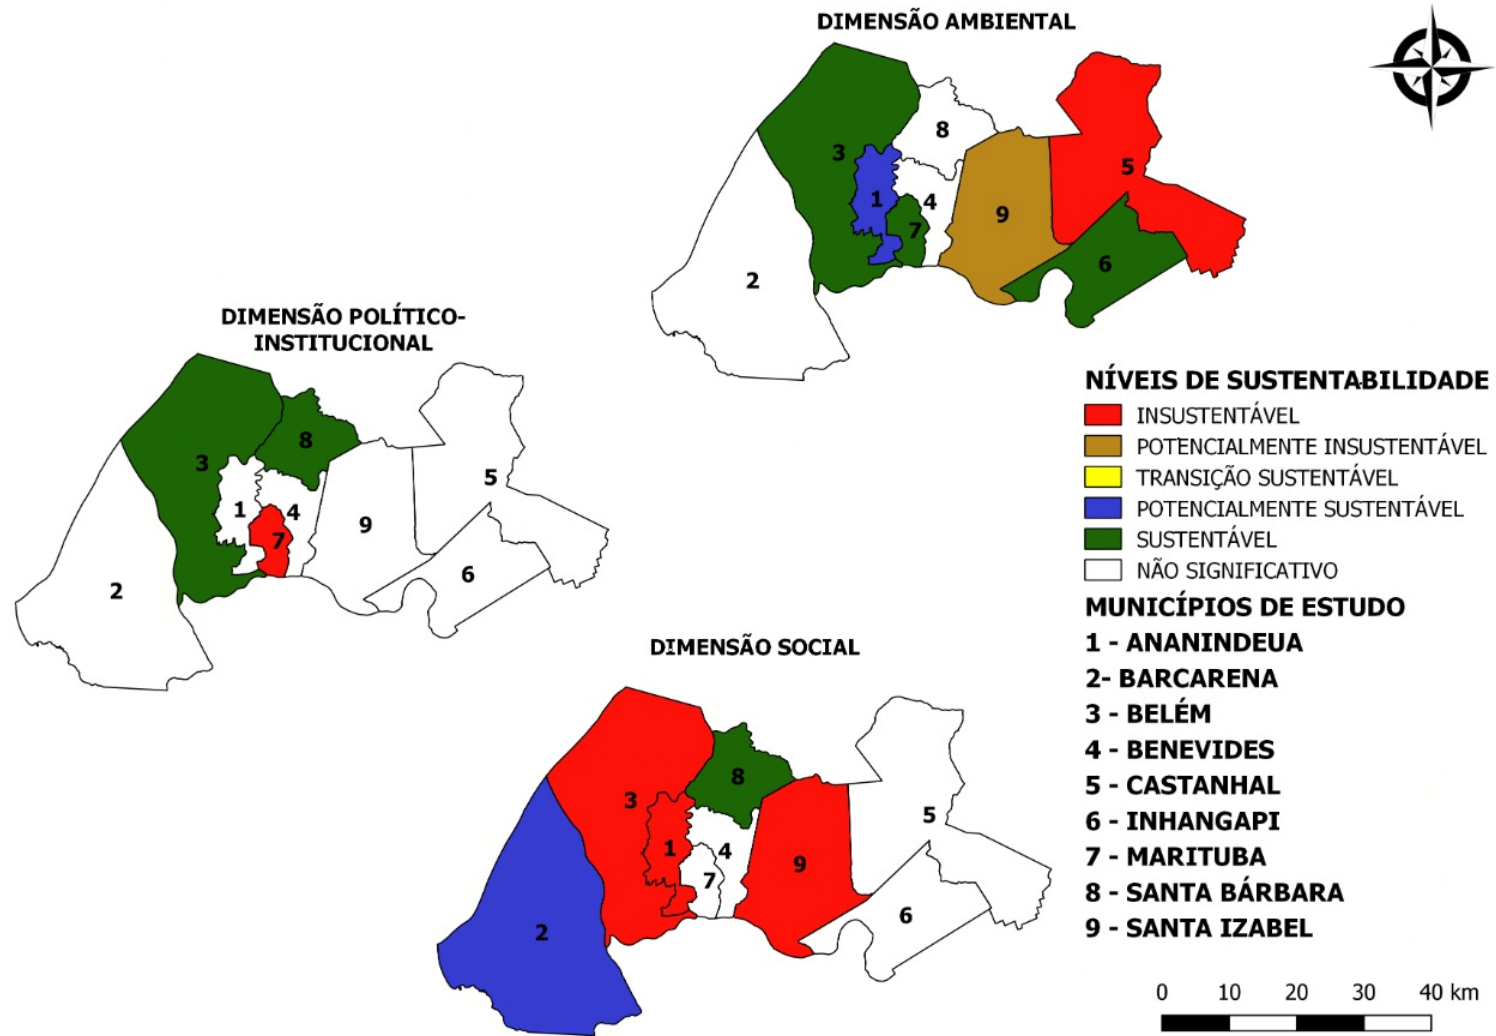 DIMENSÃO AMBIENTAL
8
3
5
1
4
9
7
6
2
DIMENSÃO POLÍTICO-
INSTITUCIONAL
8
3
5
1
4
9
7
6
2
DIMENSÃO SOCIAL
8
3
5
1
4
9
7
6
2
NÍVEIS DE SUSTENTABILIDADE
INSUSTENTÁVEL
POTENCIALMENTE INSUSTENTÁVEL
TRANSIÇÃO SUSTENTÁVEL
POTENCIALMENTE SUSTENTÁVEL
SUSTENTÁVEL
NÃO SIGNIFICATIVO
MUNICÍPIOS DE ESTUDO
1 - ANANINDEUA
2- BARCARENA
3 - BELÉM
4 - BENEVIDES
5 - CASTANHAL
6 - INHANGAPI
7 - MARITUBA
8 - SANTA BÁRBARA
9 - SANTA IZABEL
0 10 20 30 40 km